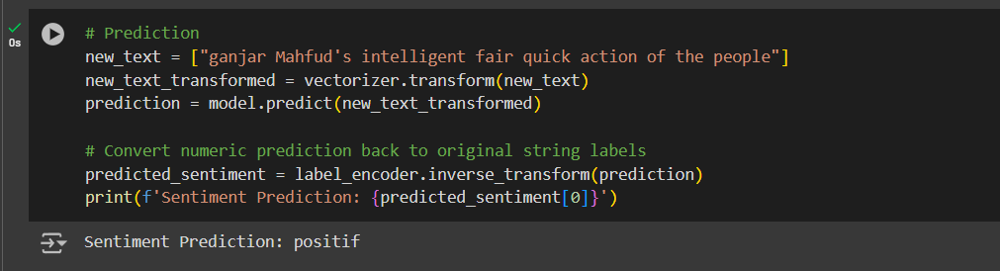 # Prediction
0s
new_text = ["ganjar Mahfud's intelligent fair quick action of the people"]
new_text_transformed = vectorizer.transform(new_text)
prediction = model.predict(new_text_transformed)
# Convert numeric prediction back to original string labels
predicted_sentiment = label_encoder.inverse_transform(prediction)
print(f'Sentiment Prediction: {predicted_sentiment[0]}')
Sentiment Prediction: positif